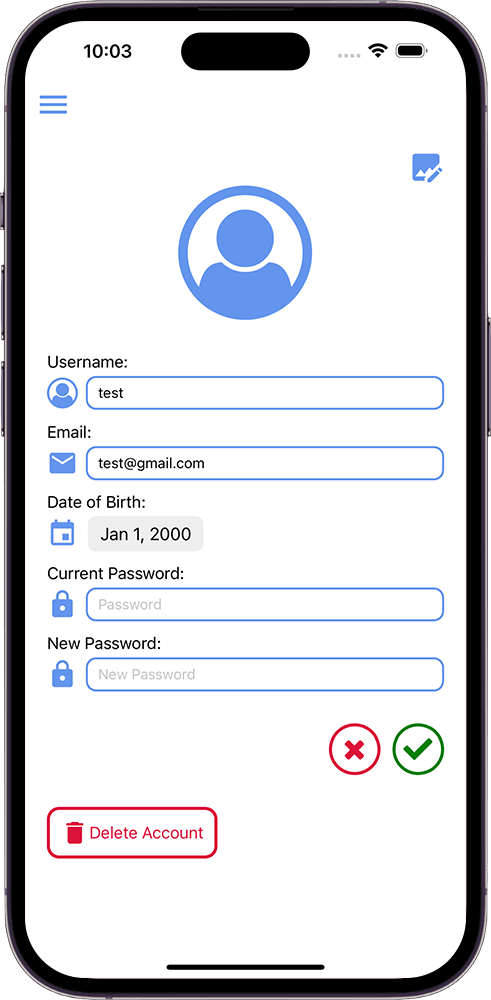 10:03
Username:
test
Email:
test@gmail.com
Date of Birth:
Jan 1, 2000
Current Password:
Password
New Password:
New Password
Delete Account